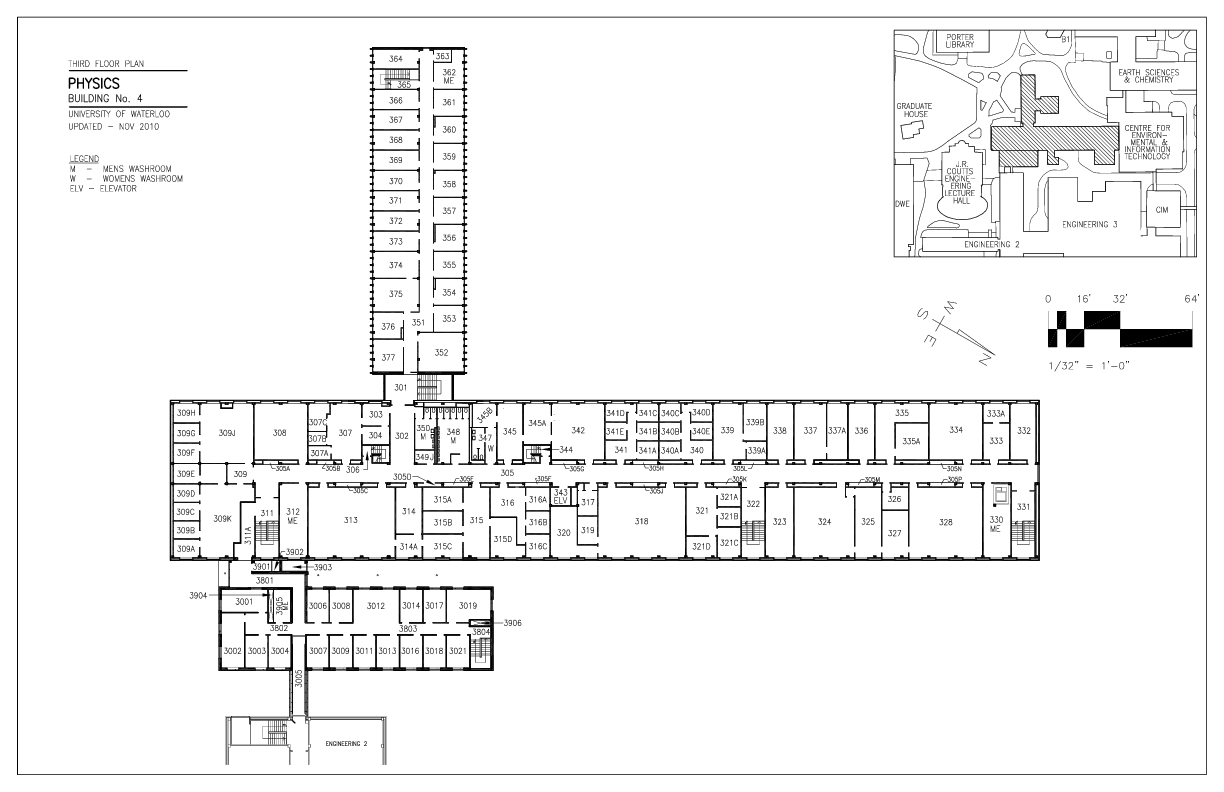 THIRD FLOOR PLAN
PHYSICS
BUILDING No. 4
UNIVERSITY OF WATERLOO
UPDATED – NOV 2010
LEGEND
M – MENS WASHROOM
W – WOMENS WASHROOM
ELV – ELEVATOR
PORTER
LIBRARY
B1
EARTH SCIENCES
& CHEMISTRY
GRADUATE
HOUSE
CENTRE FOR
ENVIRON-
MENTAL &
INFORMATION
TECHNOLOGY
J.R.
COUTTS
ENGINE-
ERING
LECTURE
HALL
DWE
CIM
ENGINEERING 3
ENGINEERING 2
S W
E N
0 16' 32' 64'
1/32" = 1'-0"
364 363
362
ME
365
366 361
367
360
368
359
369
370 358
371
357
372
373 356
374 355
375 354
353
376 351
377 352
301
309H 303 341D 341C 340C 340D 335 333A
307C 350
M 345B 345A 339B
309G 309J 308 307 304 302 348
M 347
W 345 342 341E 341B 340B 340E 339 338 337 337A 336 335A 334 333 332
307B
309F 307A 349J 344 341 341A 340A 340 339A
305A 305B 306 305G 305H 305L 305N
309E 309 305D 305
305C 305E 305F 305J 305K 305M 305P
309D 315A 316 316A 343
ELV 317 321A 326
309C 309K 311 312
ME 313 314 315B 315 316B 320 319 318 321 321B 322 323 324 325 328 330
ME 331
309B 311A 327
309A 314A 315C 315D 316C 321D 321C
3902
3901 3903
3801
3904 3001 3905
ME 3006 3008 3012 3014 3017 3019
3906
3802 3803 3804
3002 3003 3004 3007 3009 3011 3013 3016 3018 3021
3005
ENGINEERING 2